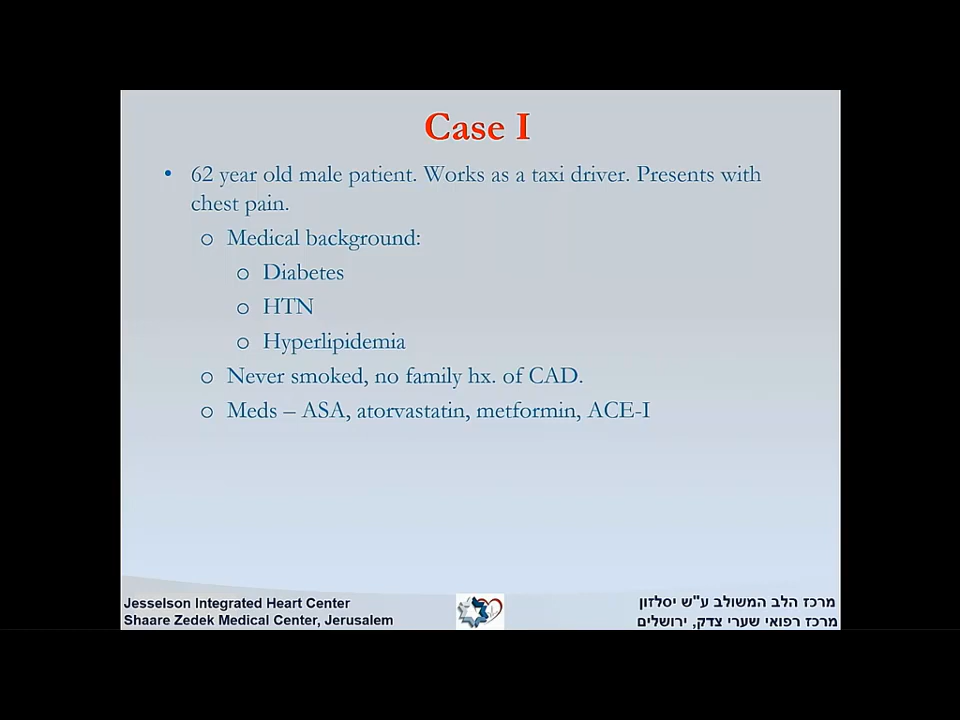 Case I
• 62 year old male patient. Works as a taxi driver. Presents with
chest pain.
o Medical background:
o Diabetes
o HTN
o Hyperlipidemia
o Never smoked, no family hx. of CAD.
o Meds – ASA, atorvastatin, metformin, ACE-I
Jesselson Integrated Heart Center
Shaare Zedek Medical Center, Jerusalem
מרכז הלב המשולב ע"ש יסלזון
מרכז רפואי שערי צדק, ירושלים